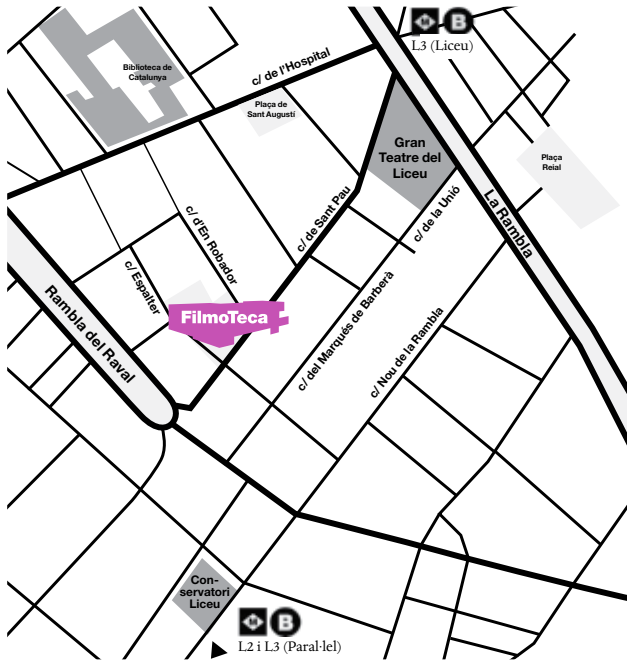 M B
L3 (Liceu)
Biblioteca de
Catalunya
c/ de l'Hospital
Plaça de
Sant Augustí
Gran
Teatre del
Liceu
Plaça
Reial
c/ d'En Robador
c/ de Sant Pau
c/ de la Unió
La Rambla
c/ Espalter
FilmoTeca
Rambla del Raval
c/ del Marqués de Barberà
c/ Nou de la Rambla
Con-
servatori
Liceu
M B
L2 i L3 (Paral·lel)